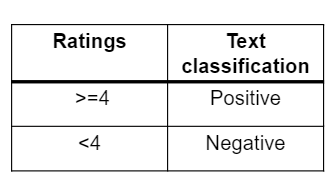 Ratings Text
classification
>=4 Positive
<4 Negative